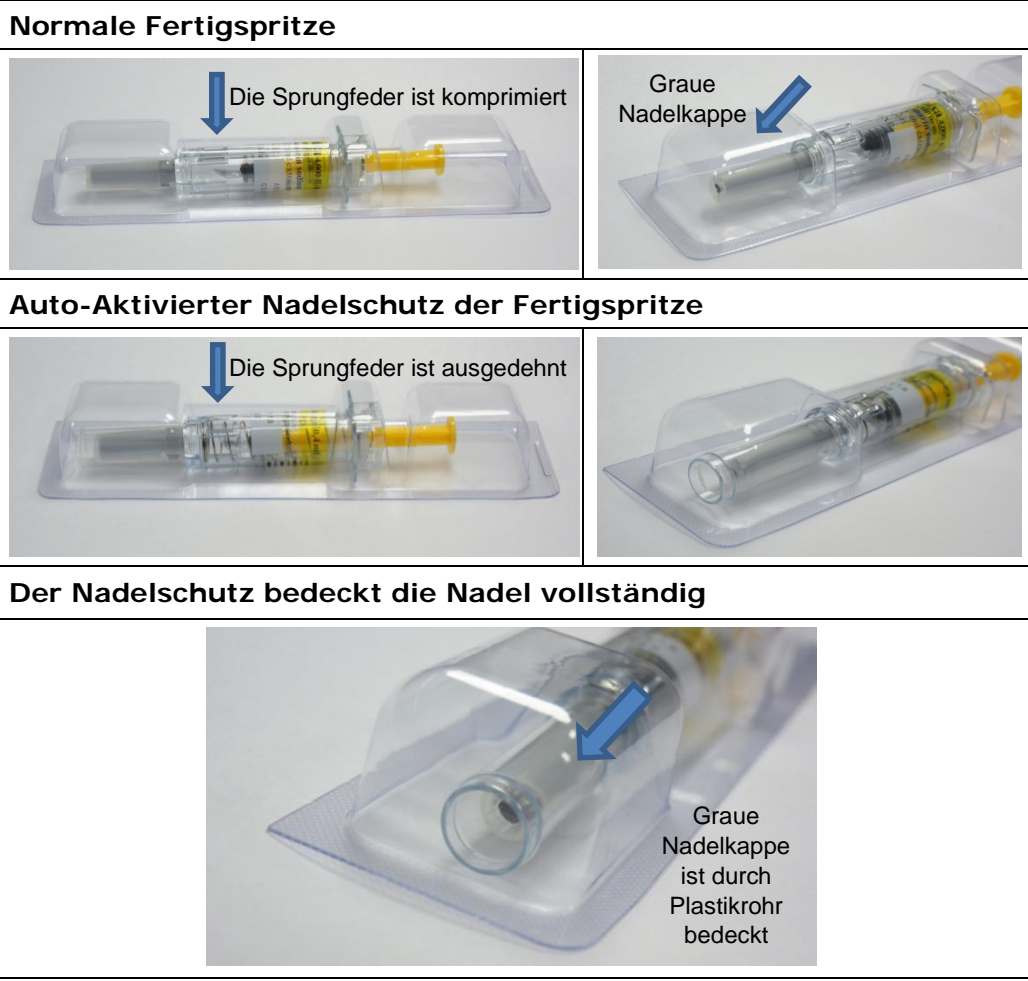 Normale Fertigspritze
Die Sprungfeder ist komprimiert
Graue
Nadelkappe
Auto-Aktivierter Nadelschutz der Fertigspritze
Die Sprungfeder ist ausgedehnt
Der Nadelschutz bedeckt die Nadel vollständig
Graue
Nadelkappe
ist durch
Plastikrohr
bedeckt